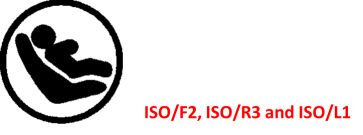 ISO/F2, ISO/R3 and ISO/L1